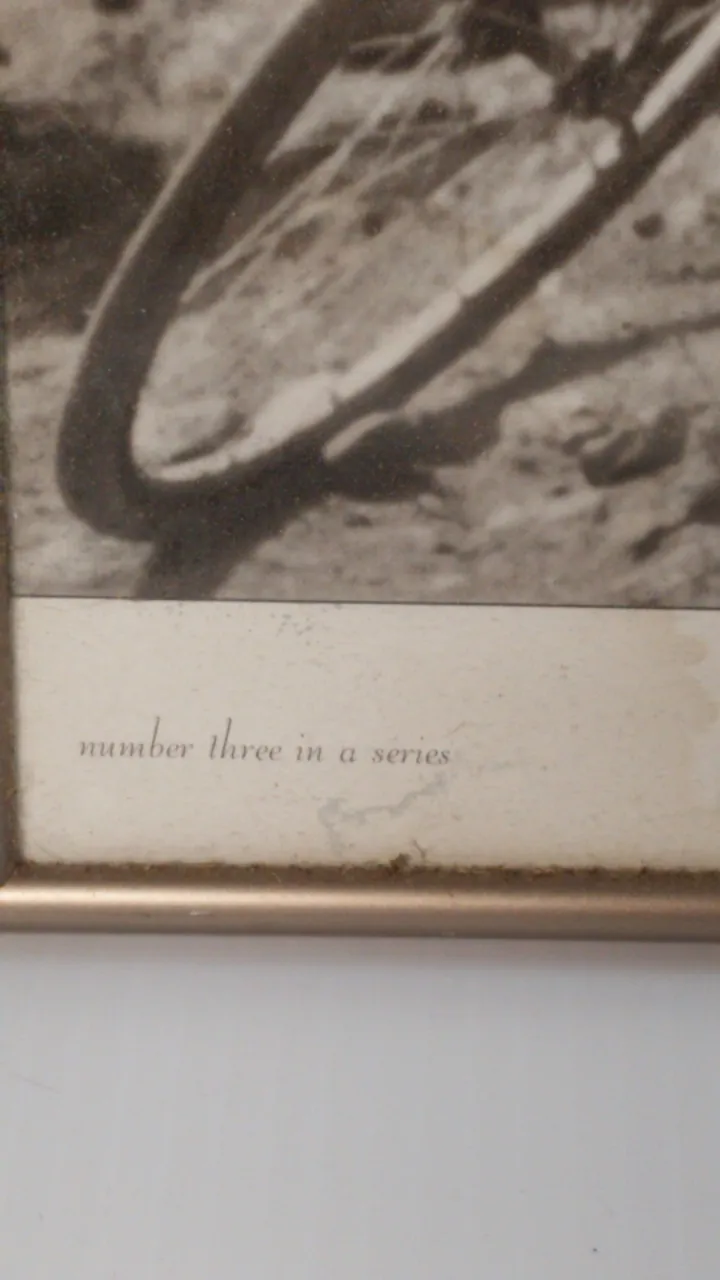 number three in a series